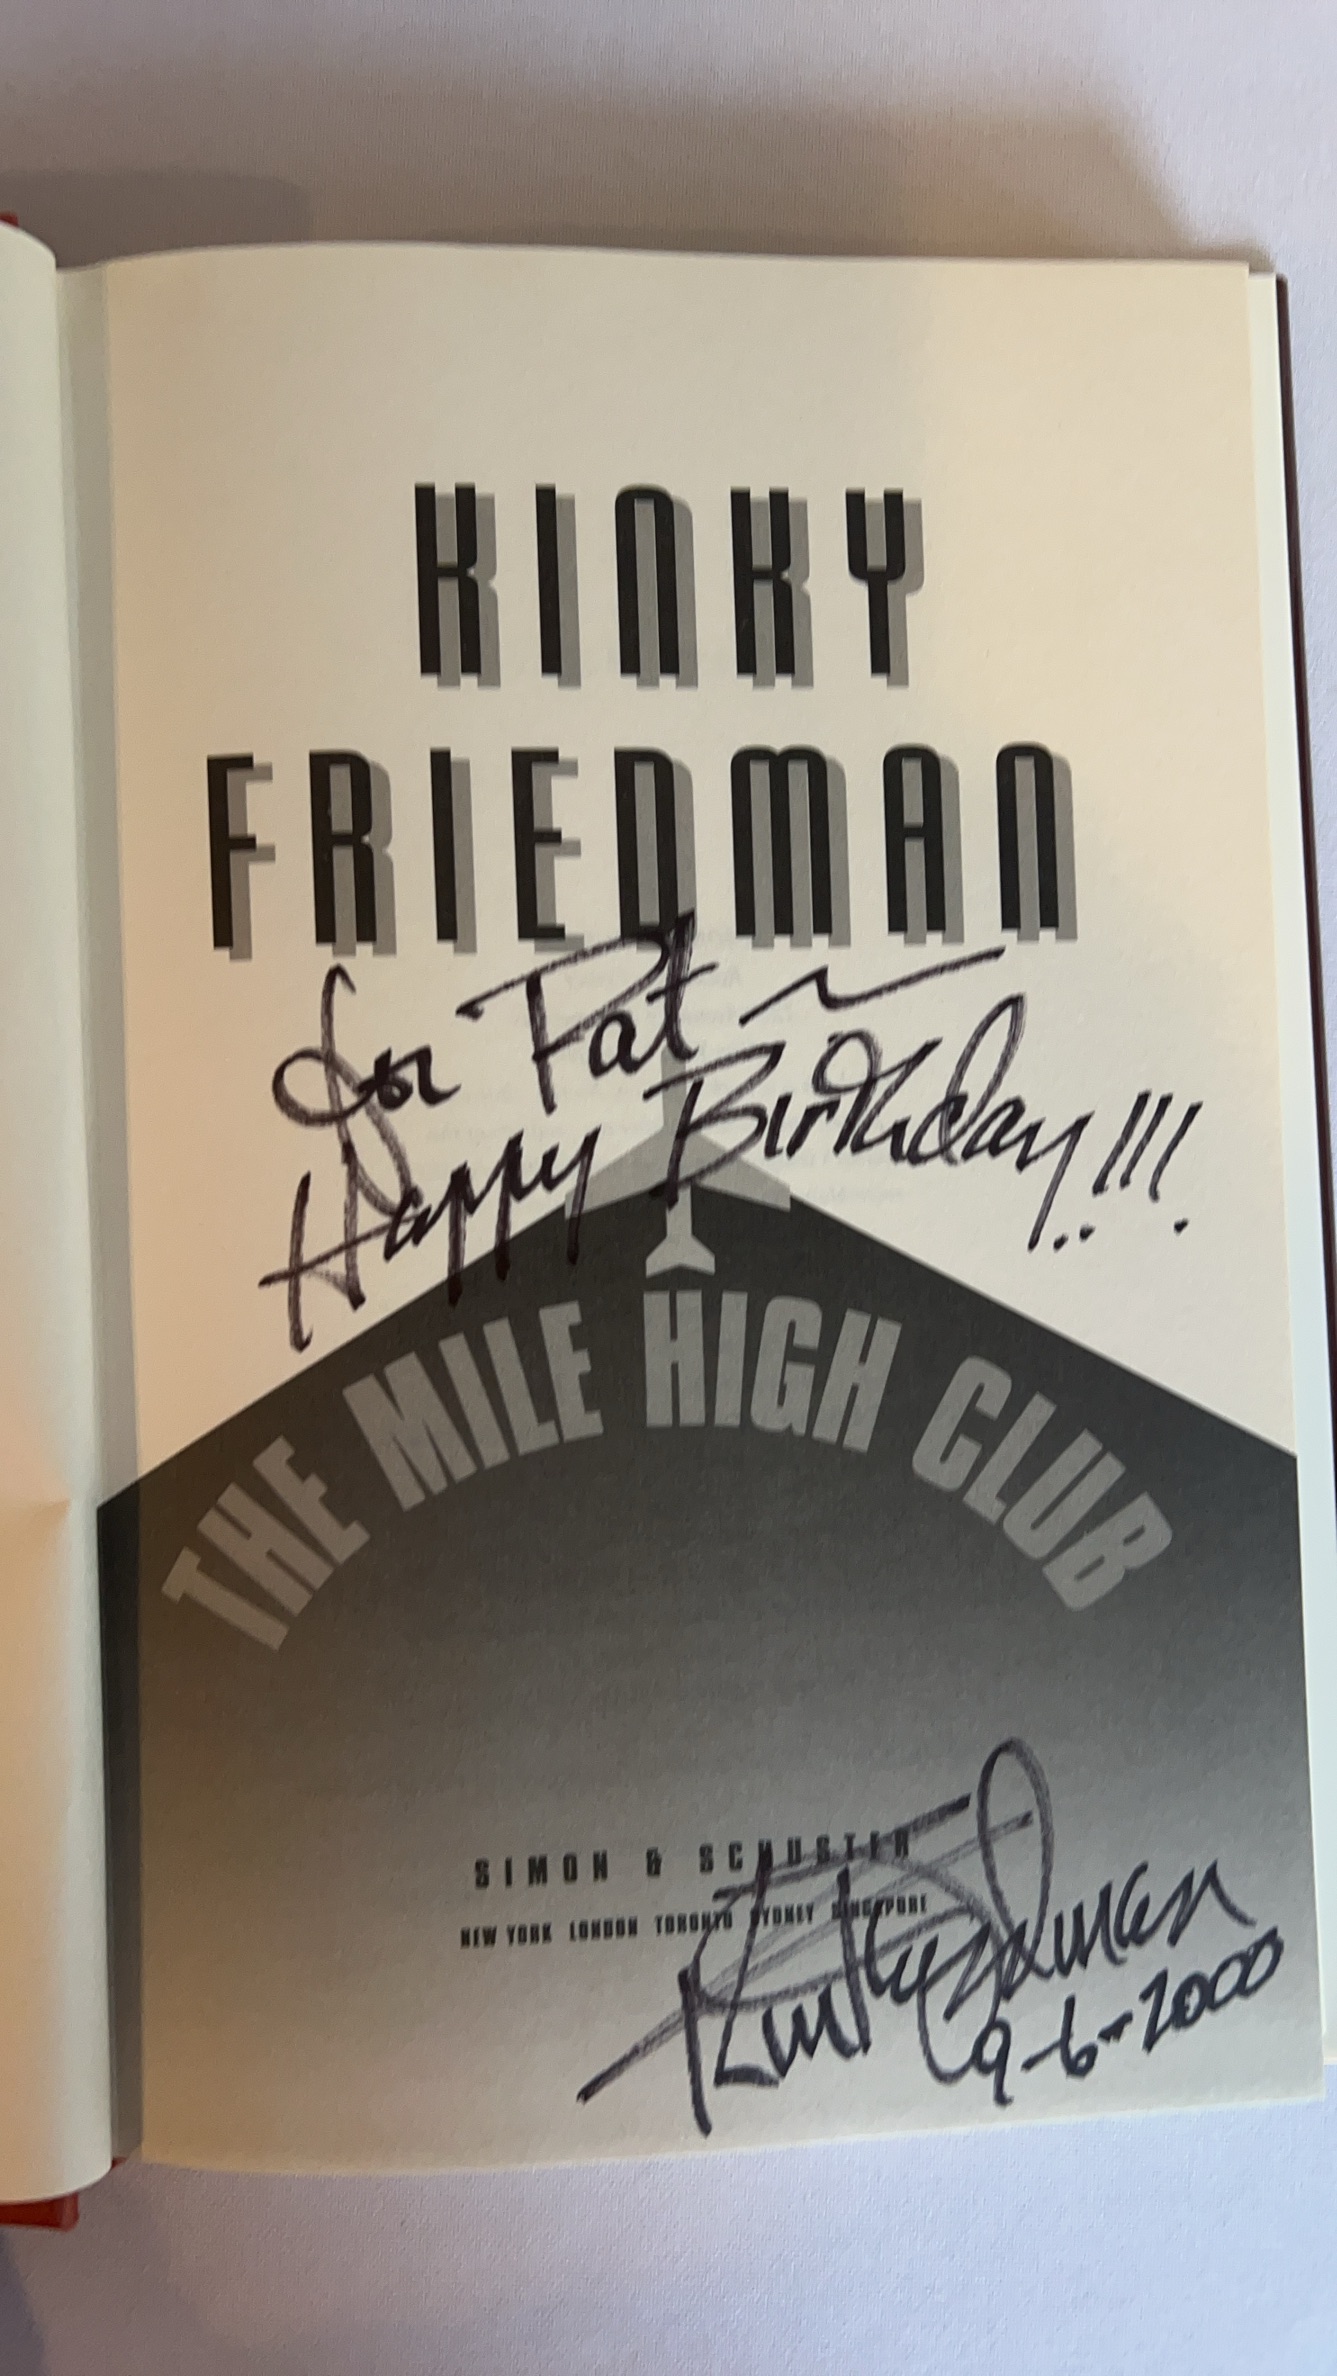 KINKY
FRIEDMAN
for Pat ~
Happy Birthday!!!
THE MILE HIGH CLUB
SIMON & SCHUSTER
NEW YORK LONDON TORONTO SYDNEY SINGAPORE
Kinky Friedman
9-6-2000